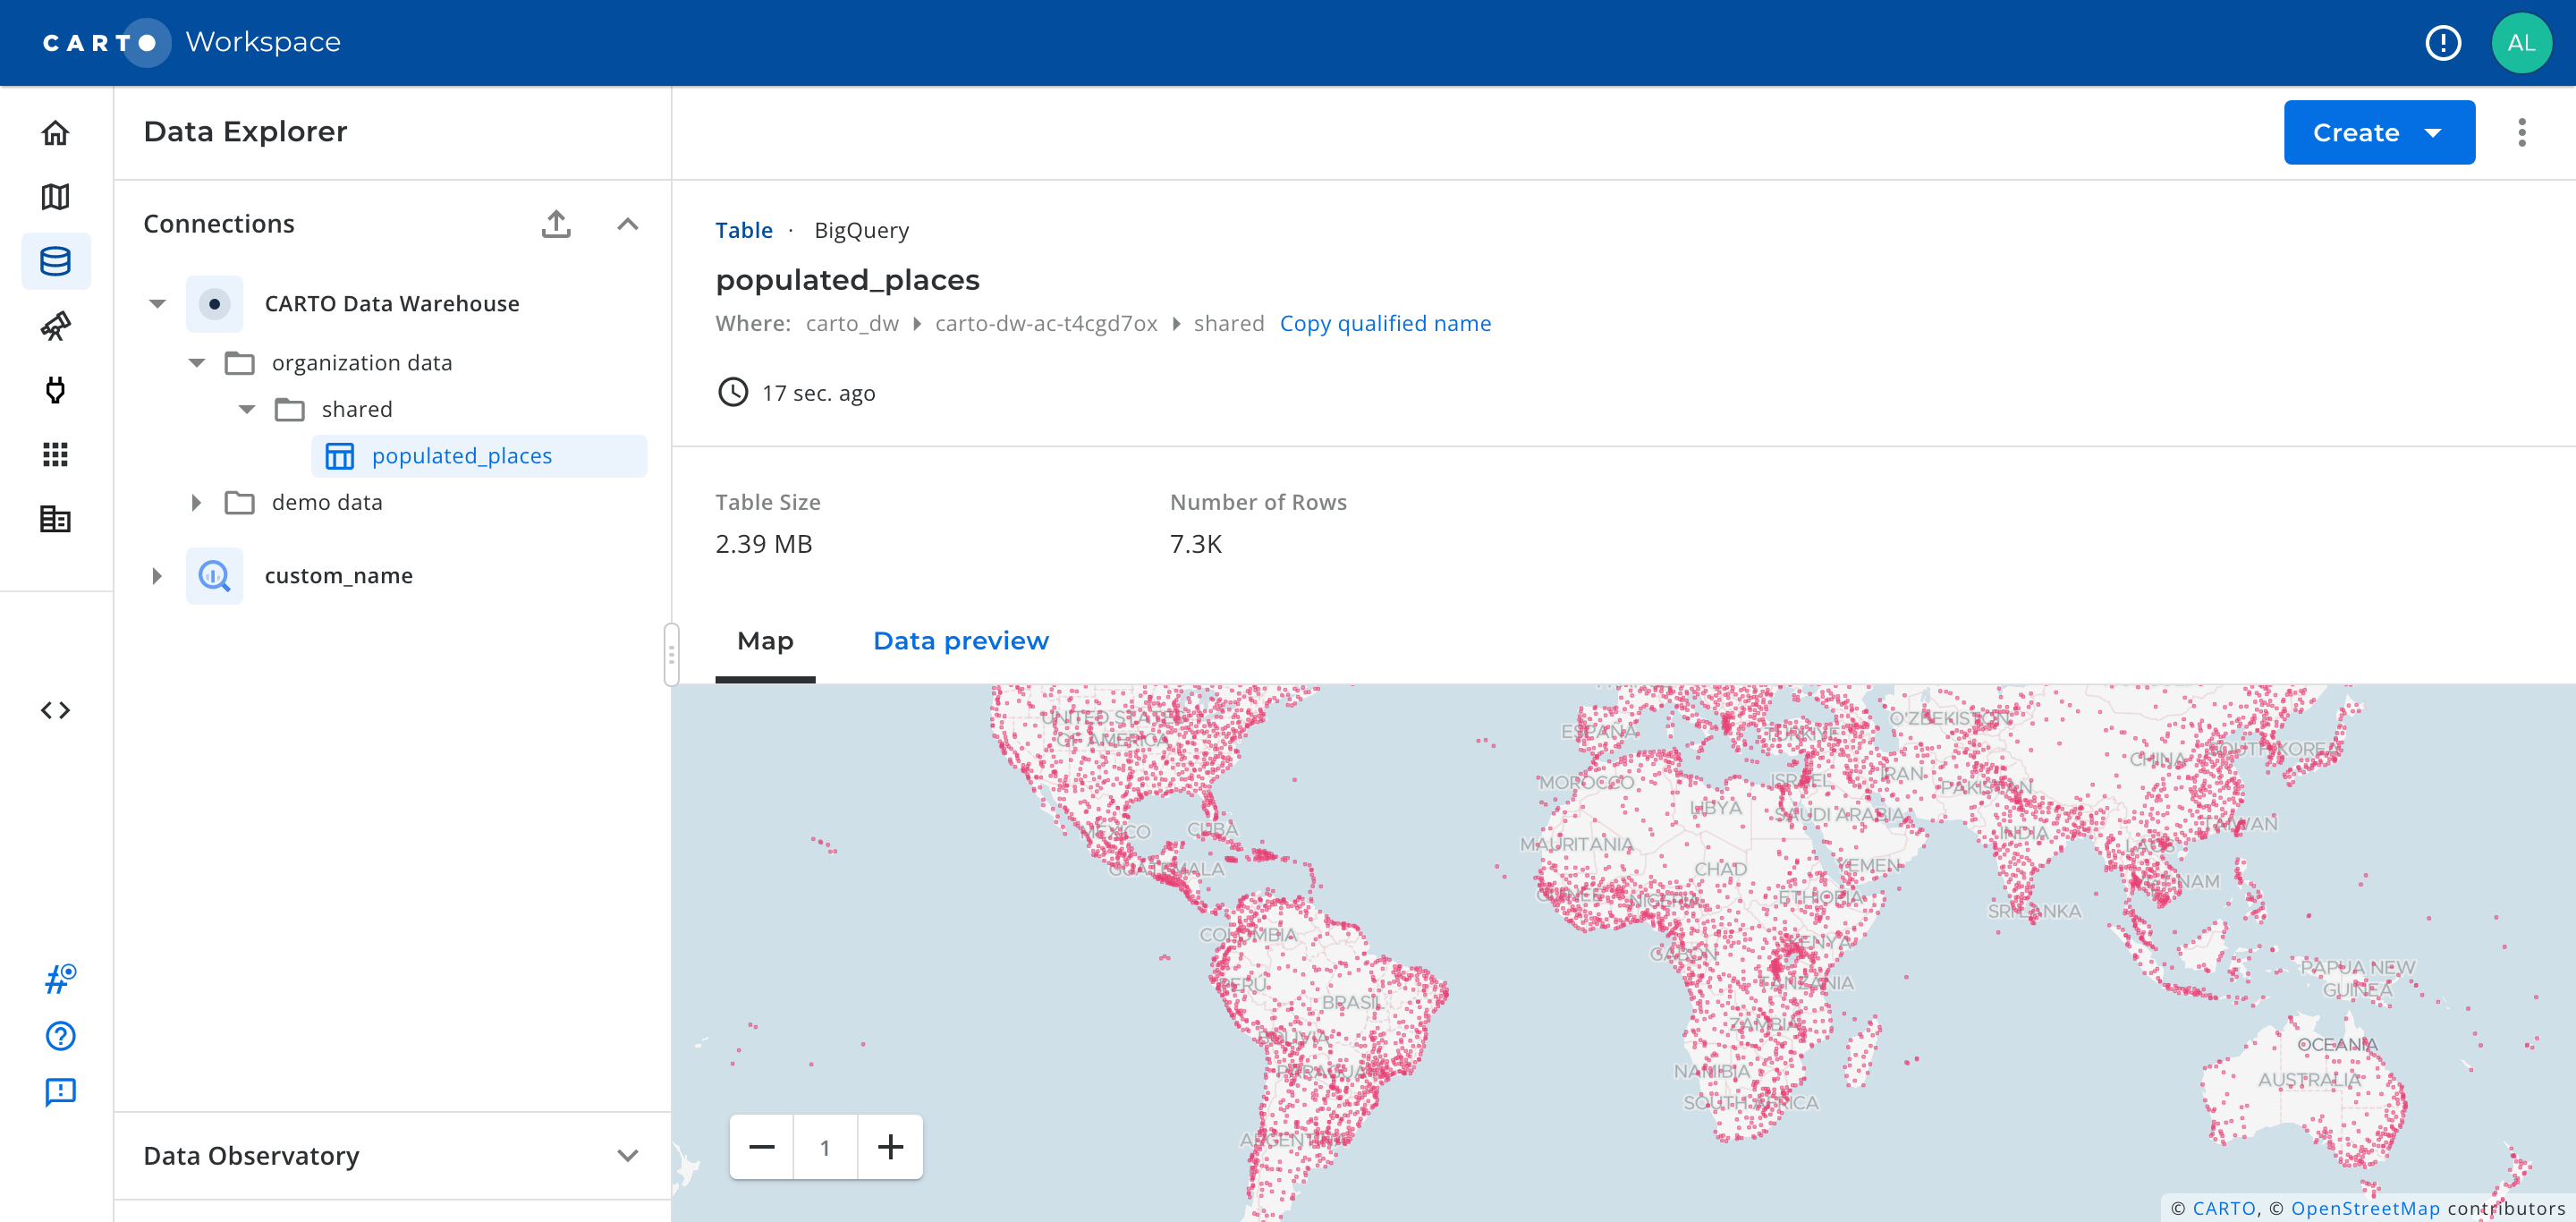 CARTO Workspace
AL
Data Explorer
Create
Connections
CARTO Data Warehouse
organization data
shared
populated_places
demo data
custom_name
Data Observatory
Table · BigQuery
populated_places
Where: carto_dw carto-dw-ac-t4cgd7ox shared Copy qualified name
17 sec. ago
Table Size
2.39 MB
Number of Rows
7.3K
Map
Data preview
UNITED STATES
OF AMERICA
MÉXICO
CUBA
GUATEMALA
COLOMBIA
PERÚ
BRASIL
BOLIVIA
PARAGUAY
ARGENTINA
ESPAÑA
TÜRKIYE
O'ZBEKISTON
MOROCCO
ISRAEL
IRAN
PAKISTAN
CHINA
SOUTH KOREA
LIBYA
SAUDI ARABIA
INDIA
TAIWAN
MAURITANIA
CHAD
YEMEN
LAOS
NAM
GUINEE
NIGERIA
ETHIOPIA
SRI LANKA
GABON
KENYA
TANZANIA
PAPUA NEW
GUINEA
ZAMBIA
NAMIBIA
SOUTH AFRICA
OCEANIA
AUSTRALIA
1
© CARTO, © OpenStreetMap contributors